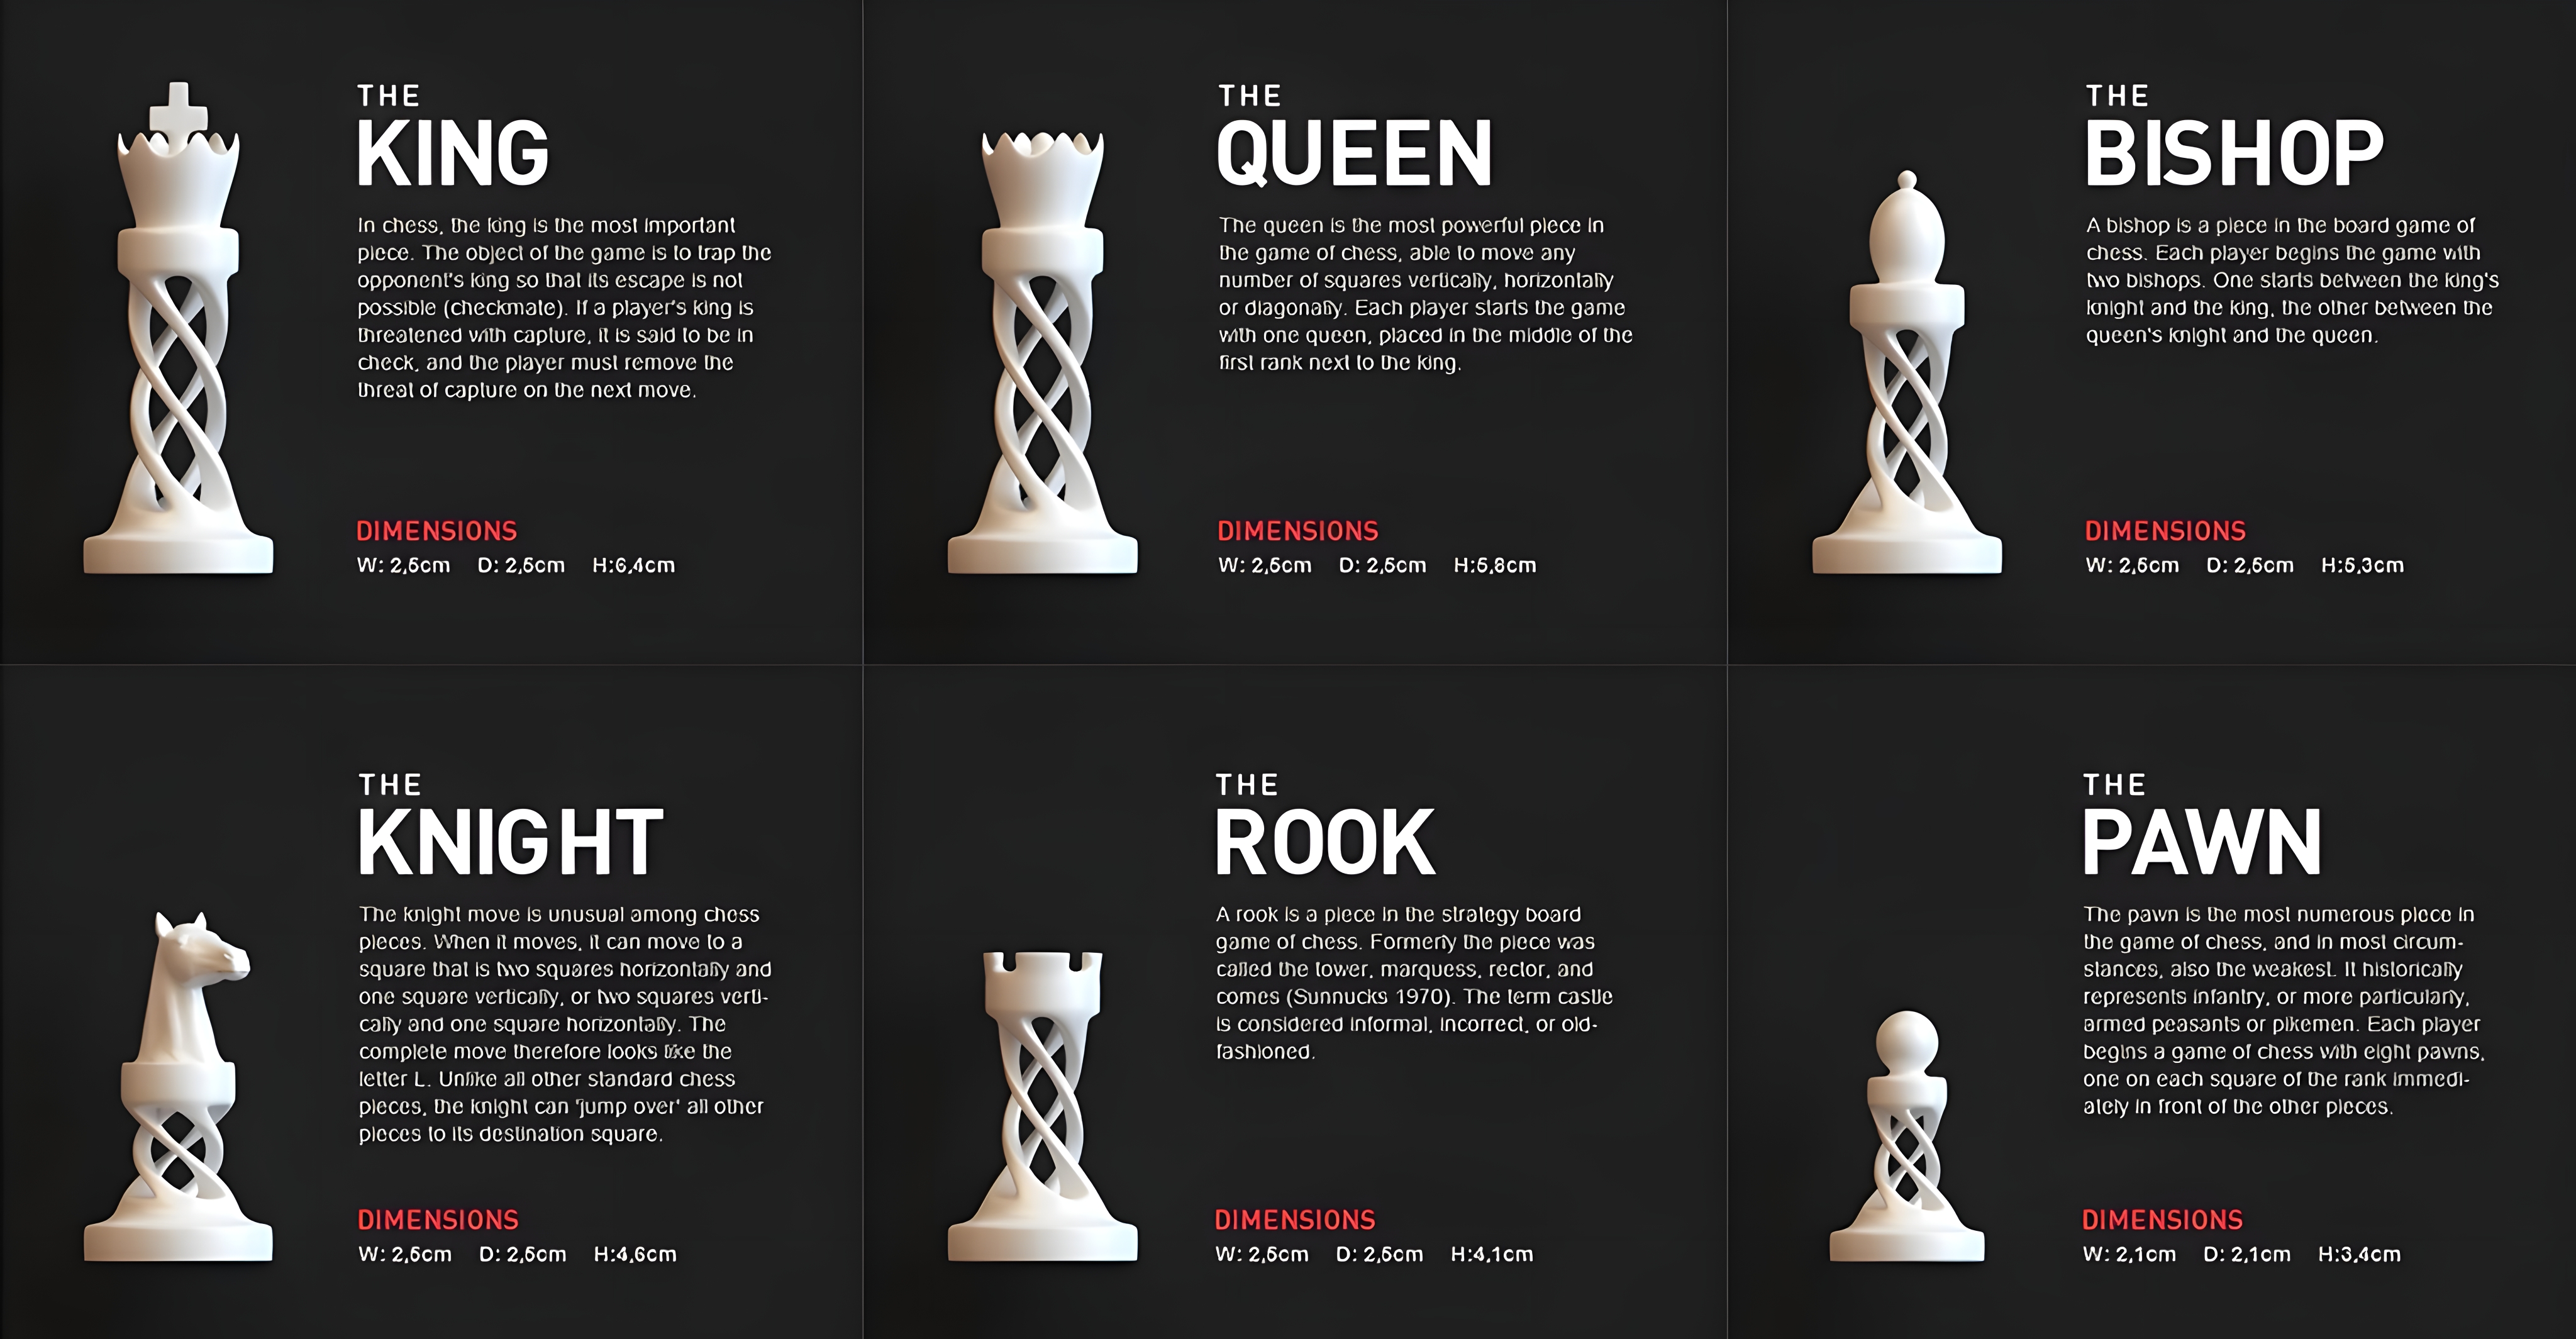 THE
KING
In chess, the king is the most important
piece. The object of the game is to trap the
opponent's king so that its escape is not
possible (checkmate). If a player's king is
threatened with capture, it is said to be in
check, and the player must remove the
threat of capture on the next move.
DIMENSIONS
W: 2,5cm D: 2,5cm H:6,4cm
THE
QUEEN
The queen is the most powerful piece in
the game of chess, able to move any
number of squares vertically, horizontally
or diagonally. Each player starts the game
with one queen, placed in the middle of the
first rank next to the king.
DIMENSIONS
W: 2,5cm D: 2,5cm H:5,8cm
THE
BISHOP
A bishop is a piece in the board game of
chess. Each player begins the game with
two bishops. One starts between the king's
knight and the king, the other between the
queen's knight and the queen.
DIMENSIONS
W: 2,5cm D: 2,5cm H:5,3cm
THE
KNIGHT
The knight move is unusual among chess
pieces. When it moves, it can move to a
square that is two squares horizontally and
one square vertically, or two squares verti-
cally and one square horizontally. The
complete move therefore looks like the
letter L. Unlike all other standard chess
pieces, the knight can 'jump over' all other
pieces to its destination square.
DIMENSIONS
W: 2,5cm D: 2,5cm H:4,6cm
THE
ROOK
A rook is a piece in the strategy board
game of chess. Formerly the piece was
called the tower, marquess, rector, and
comes (Sunnucks 1970). The term castle
is considered informal, incorrect, or old-
fashioned.
DIMENSIONS
W: 2,5cm D: 2,5cm H:4,1cm
THE
PAWN
The pawn is the most numerous piece in
the game of chess, and in most circum-
stances, also the weakest. It historically
represents infantry, or more particularly,
armed peasants or pikemen. Each player
begins a game of chess with eight pawns,
one on each square of the rank immedi-
ately in front of the other pieces.
DIMENSIONS
W: 2,1cm D: 2,1cm H:3,4cm